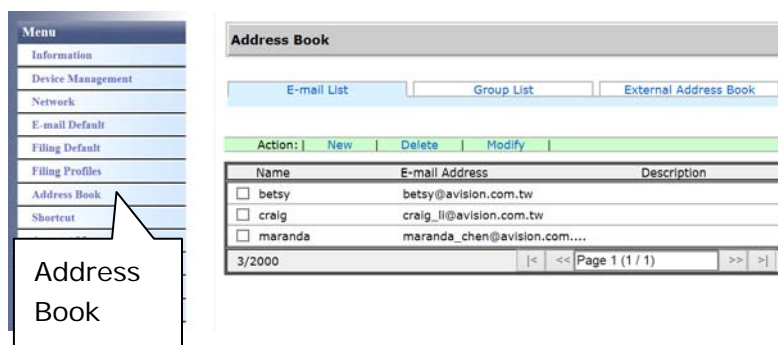 Menu
Information
Device Management
Network
E-mail Default
Filing Default
Filing Profiles
Address Book
Shortcut
Address
Book
Address Book
E-mail List Group List External Address Book
Action: | New | Delete | Modify |
Name E-mail Address Description
betsy betsy@avision.com.tw
craig craig_li@avision.com.tw
maranda maranda_chen@avision.com....
3/2000 |< << Page 1 (1 / 1) >> >|